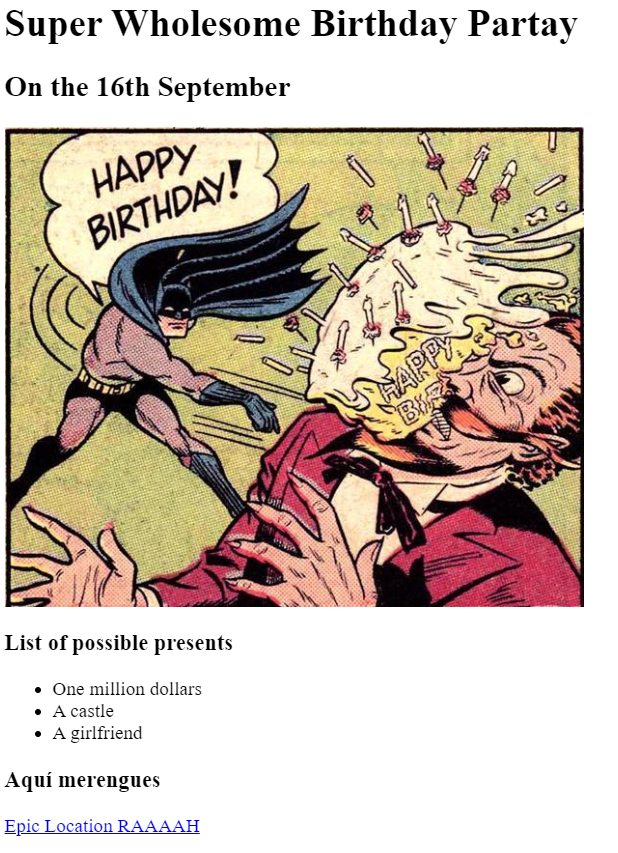 Super Wholesome Birthday Partay
On the 16th September
HAPPY
BIRTHDAY!
HAPPY
List of possible presents
One million dollars
A castle
A girlfriend
Aquí merengues
Epic Location RAAAAH